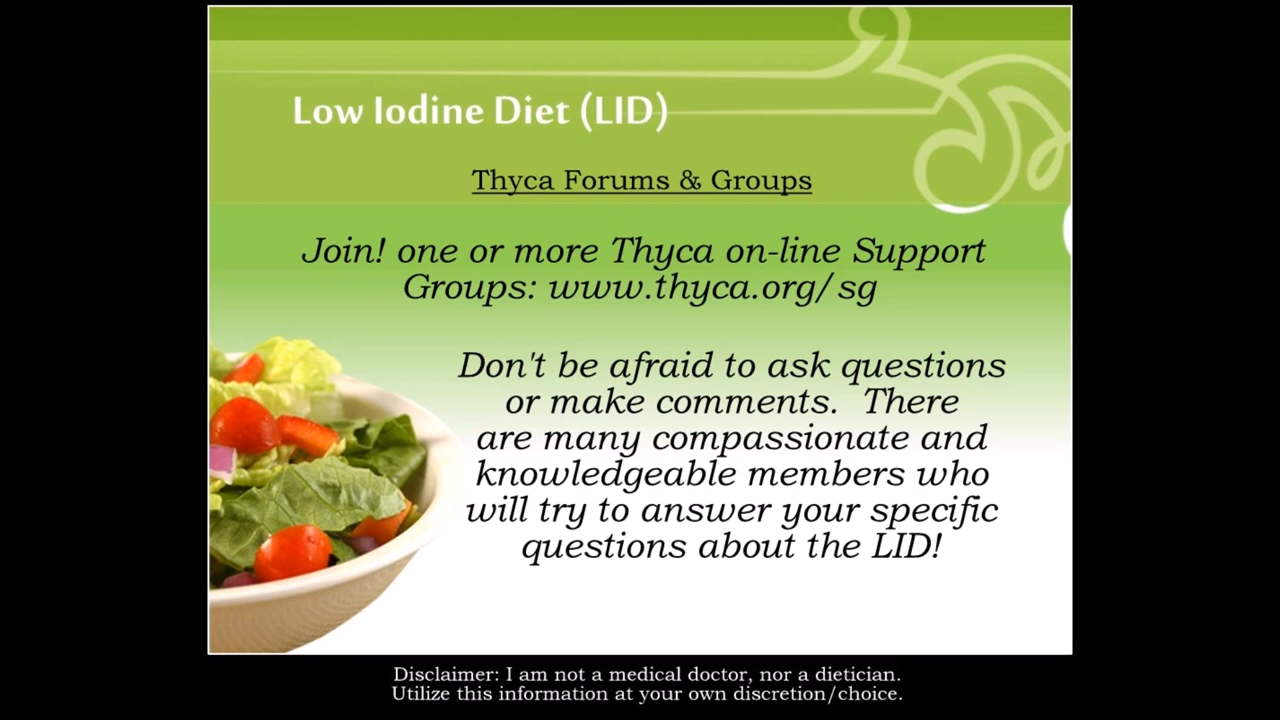 Low Iodine Diet (LID)
Thyca Forums & Groups
Join! one or more Thyca on-line Support
Groups: www.thyca.org/sg
Don't be afraid to ask questions
or make comments.  There
are many compassionate and
knowledgeable members who
will try to answer your specific
questions about the LID!
Disclaimer: I am not a medical doctor, nor a dietician.
Utilize this information at your own discretion/choice.